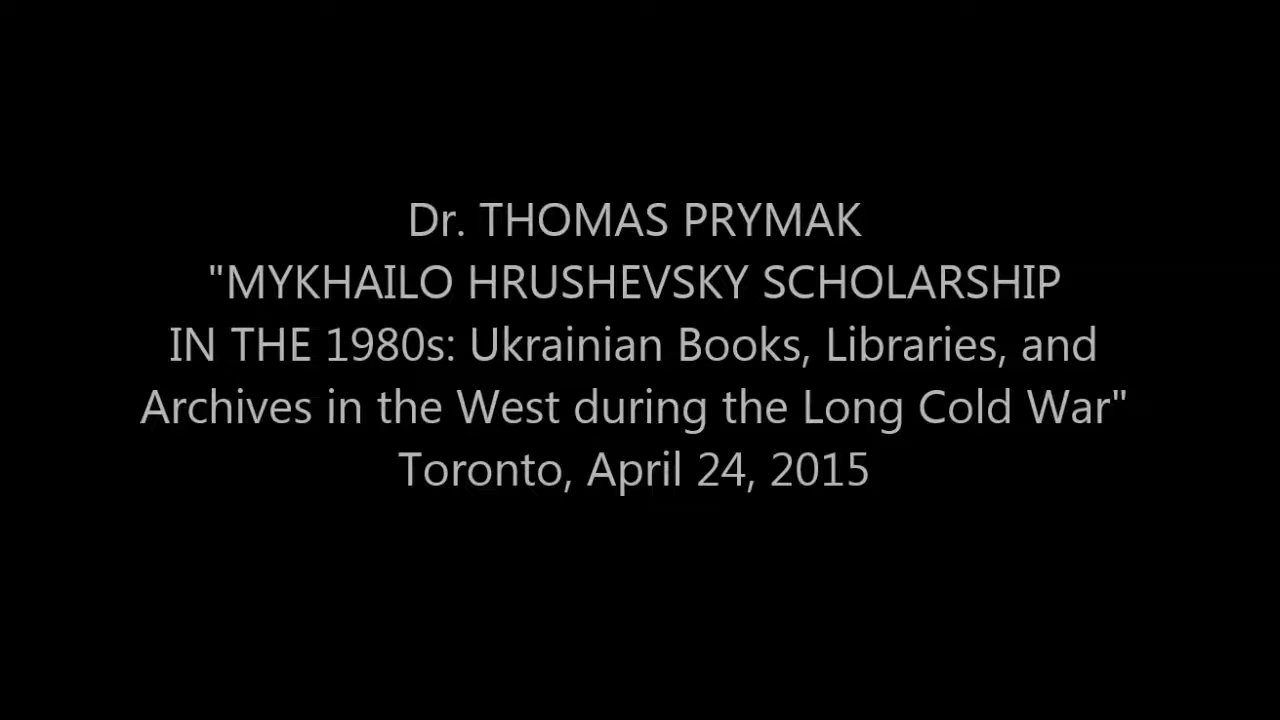 Dr. THOMAS PRYMAK
"MYKHAILO HRUSHEVSKY SCHOLARSHIP
IN THE 1980s: Ukrainian Books, Libraries, and
Archives in the West during the Long Cold War"
Toronto, April 24, 2015